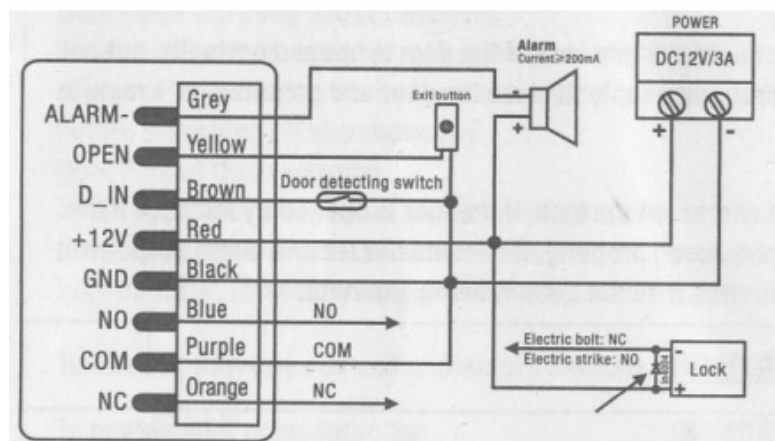 POWER
DC12V/3A
+ -
Alarm
Current≥200mA
+
Exit button
ALARM- Grey
OPEN Yellow
D_IN Brown Door detecting switch
+12V Red
GND Black
NO Blue NO
COM Purple COM
NC Orange NC
Electric bolt: NC
Electric strike: NO
-
Lock
+